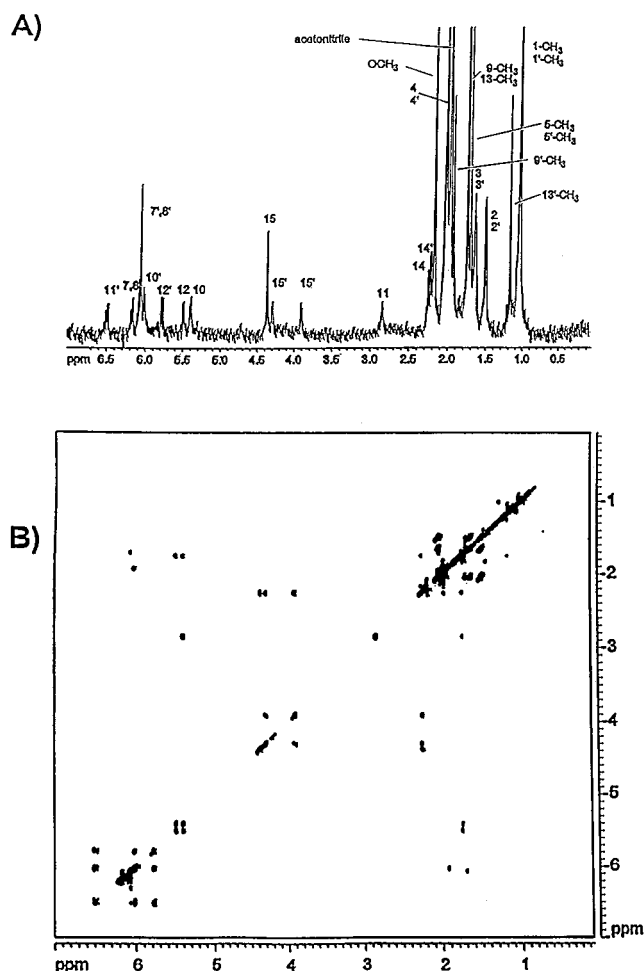 A)
acetonitrile
OCH3
4
4'
9-CH3
13-CH3
1-CH3
1'-CH3
5-CH3
5'-CH3
9'-CH3
3
3'
13'-CH3
2
2'
7',8'
11'
7,8
10'
12'
12
10
15
15'
15'
11
14
14'
ppm 6.5 6.0 5.5 5.0 4.5 4.0 3.5 3.0 2.5 2.0 1.5 1.0 0.5
B)
-1
-2
-3
-4
-5
-6
ppm
ppm 6 5 4 3 2 1